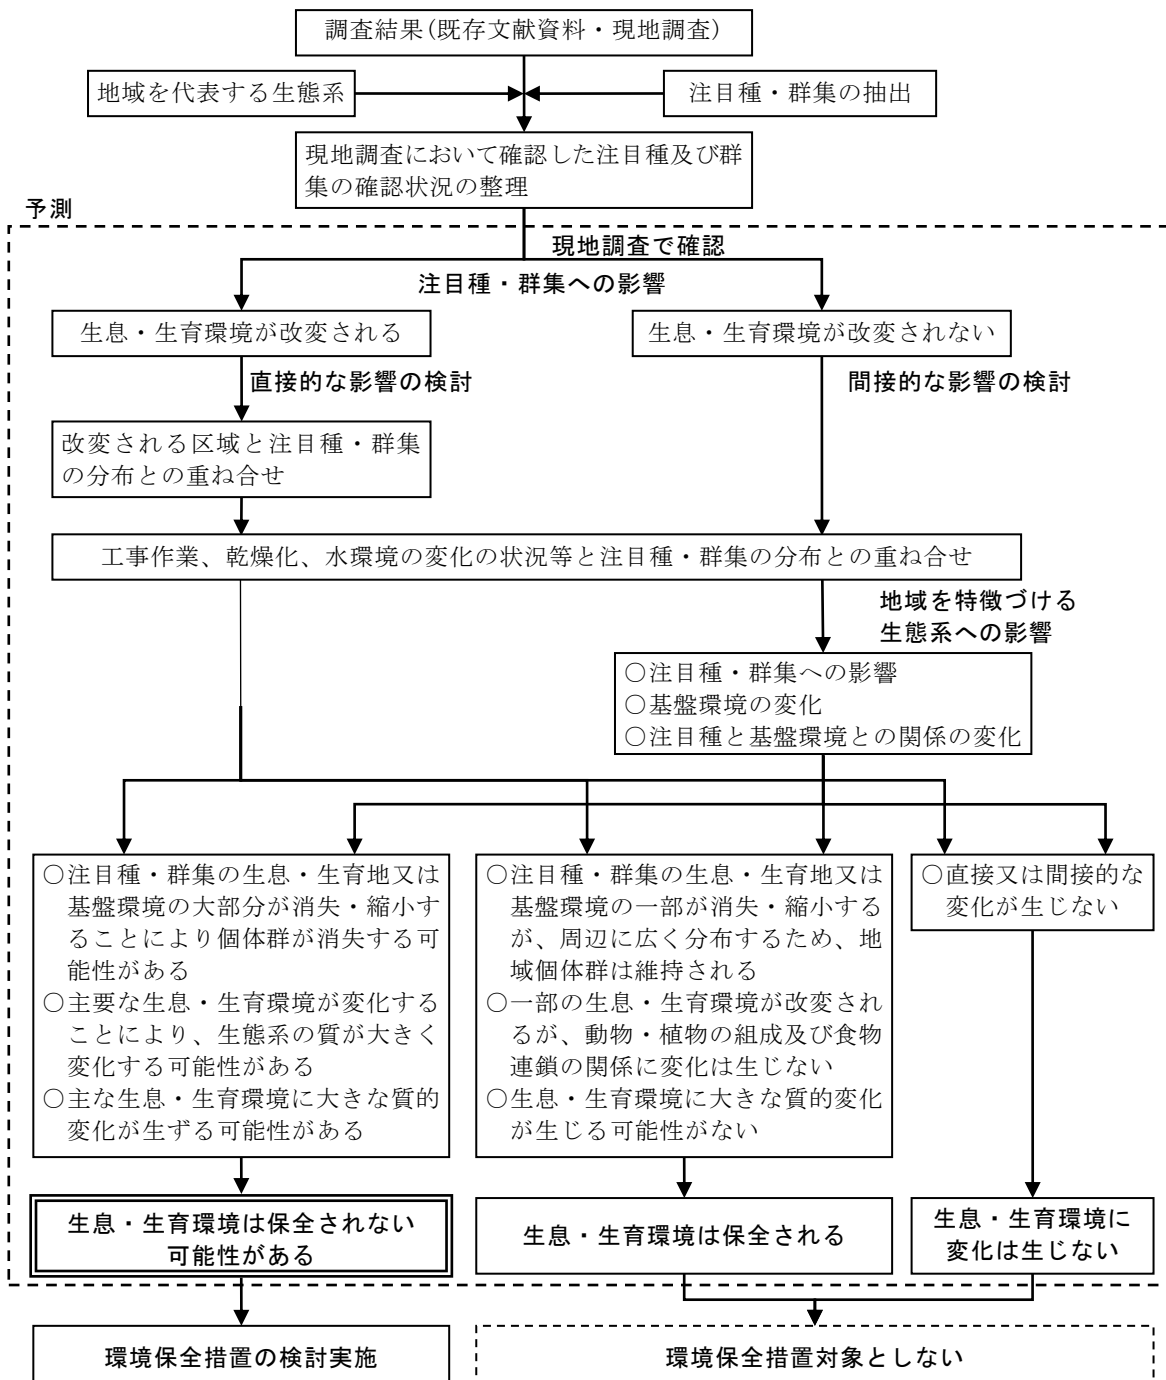 調査結果(既存文献資料・現地調査)
地域を代表する生態系
注目種・群集の抽出
現地調査において確認した注目種及び群
集の確認状況の整理
予測
現地調査で確認
注目種・群集への影響
生息・生育環境が改変される
生息・生育環境が改変されない
直接的な影響の検討
間接的な影響の検討
改変される区域と注目種・群集
の分布との重ね合せ
工事作業、乾燥化、水環境の変化の状況等と注目種・群集の分布との重ね合せ
地域を特徴づける
生態系への影響
○注目種・群集への影響
○基盤環境の変化
○注目種と基盤環境との関係の変化
○注目種・群集の生息・生育地又は
基盤環境の大部分が消失・縮小す
ることにより個体群が消失する可
能性がある
○主要な生息・生育環境が変化する
ことにより、生態系の質が大きく
変化する可能性がある
○主な生息・生育環境に大きな質的
変化が生ずる可能性がある
○注目種・群集の生息・生育地又は
基盤環境の一部が消失・縮小する
が、周辺に広く分布するため、地
域個体群は維持される
○一部の生息・生育環境が改変され
るが、動物・植物の組成及び食物
連鎖の関係に変化は生じない
○生息・生育環境に大きな質的変化
が生じる可能性がない
○直接又は間接的な
変化が生じない
生息・生育環境は保全されない
可能性がある
生息・生育環境は保全される
生息・生育環境に
変化は生じない
環境保全措置の検討実施
環境保全措置対象としない